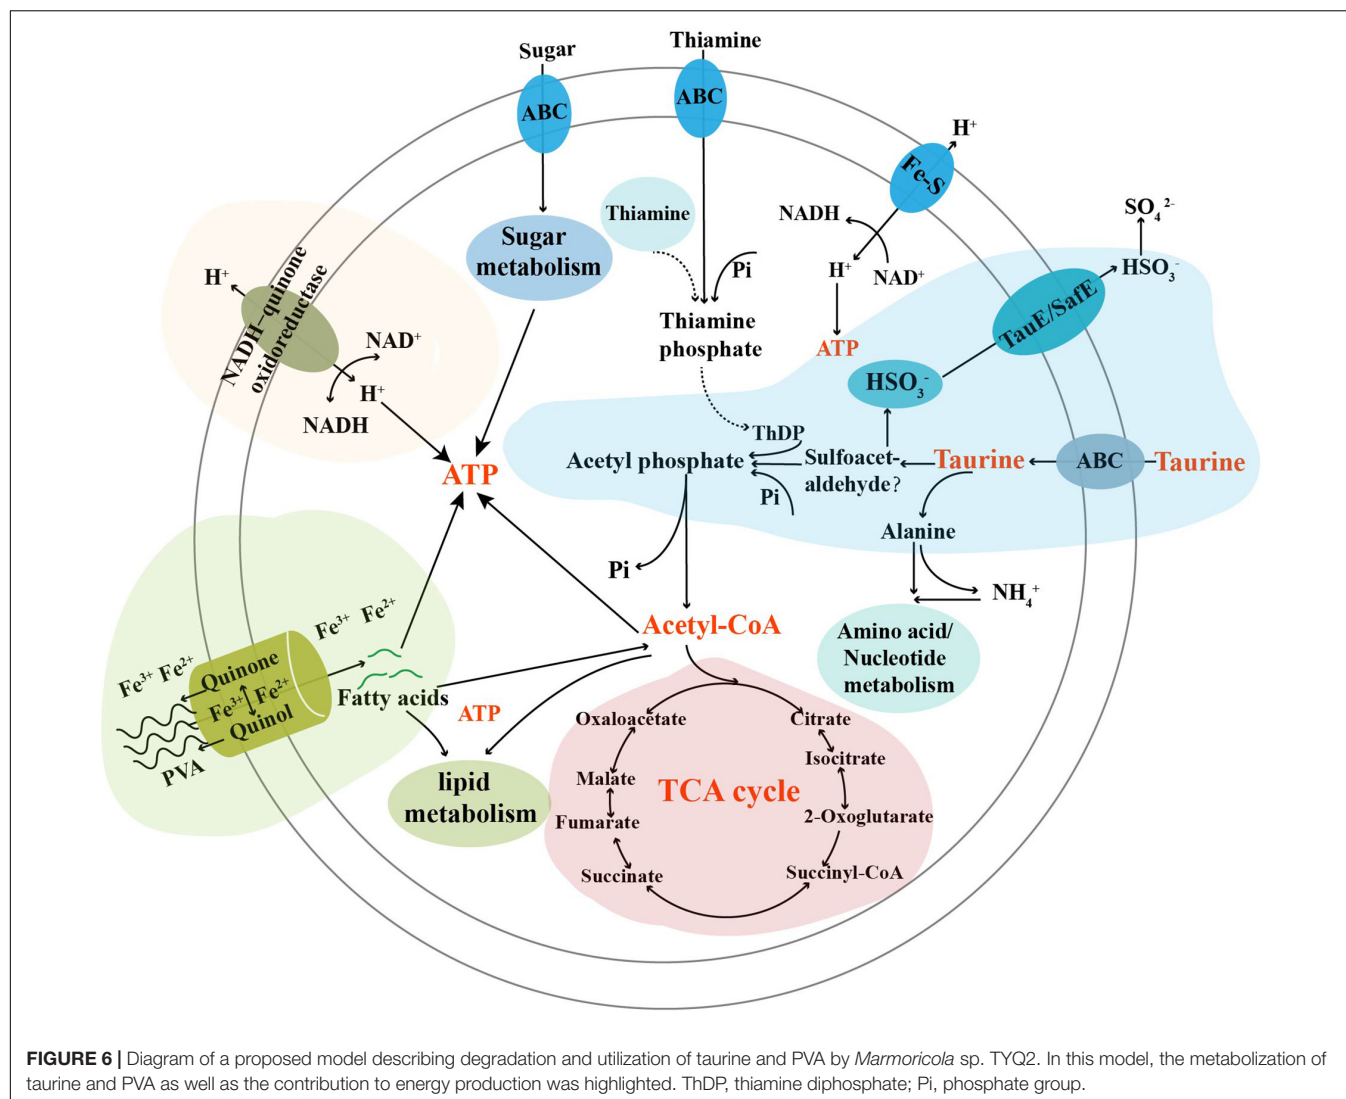 Sugar
Thiamine
ABC
ABC
H⁺
Fe-S
SO₄²⁻
HSO₃⁻
TauE/SafE
Thiamine
NADH
Sugar
metabolism
Pi
H⁺
NAD⁺
H⁺
NADH–quinone
oxidoreductase
NAD⁺
H⁺
NADH
Thiamine
phosphate
ATP
HSO₃⁻
ThDP
ATP
Acetyl phosphate
Sulfoacet-
aldehyde?
Taurine
ABC
Taurine
Pi
Alanine
Pi
NH₄⁺
Fe³⁺ Fe²⁺
Acetyl-CoA
Amino acid/
Nucleotide
metabolism
Fe³⁺ Fe²⁺
Quinone
Fe³⁺ Fe²⁺
Quinol
PVA
Fatty acids
ATP
lipid
metabolism
Oxaloacetate
Citrate
Isocitrate
Malate
TCA cycle
2-Oxoglutarate
Fumarate
Succinate
Succinyl-CoA
FIGURE 6 | Diagram of a proposed model describing degradation and utilization of taurine and PVA by Marmoricola sp. TYQ2. In this model, the metabolization of
taurine and PVA as well as the contribution to energy production was highlighted. ThDP, thiamine diphosphate; Pi, phosphate group.